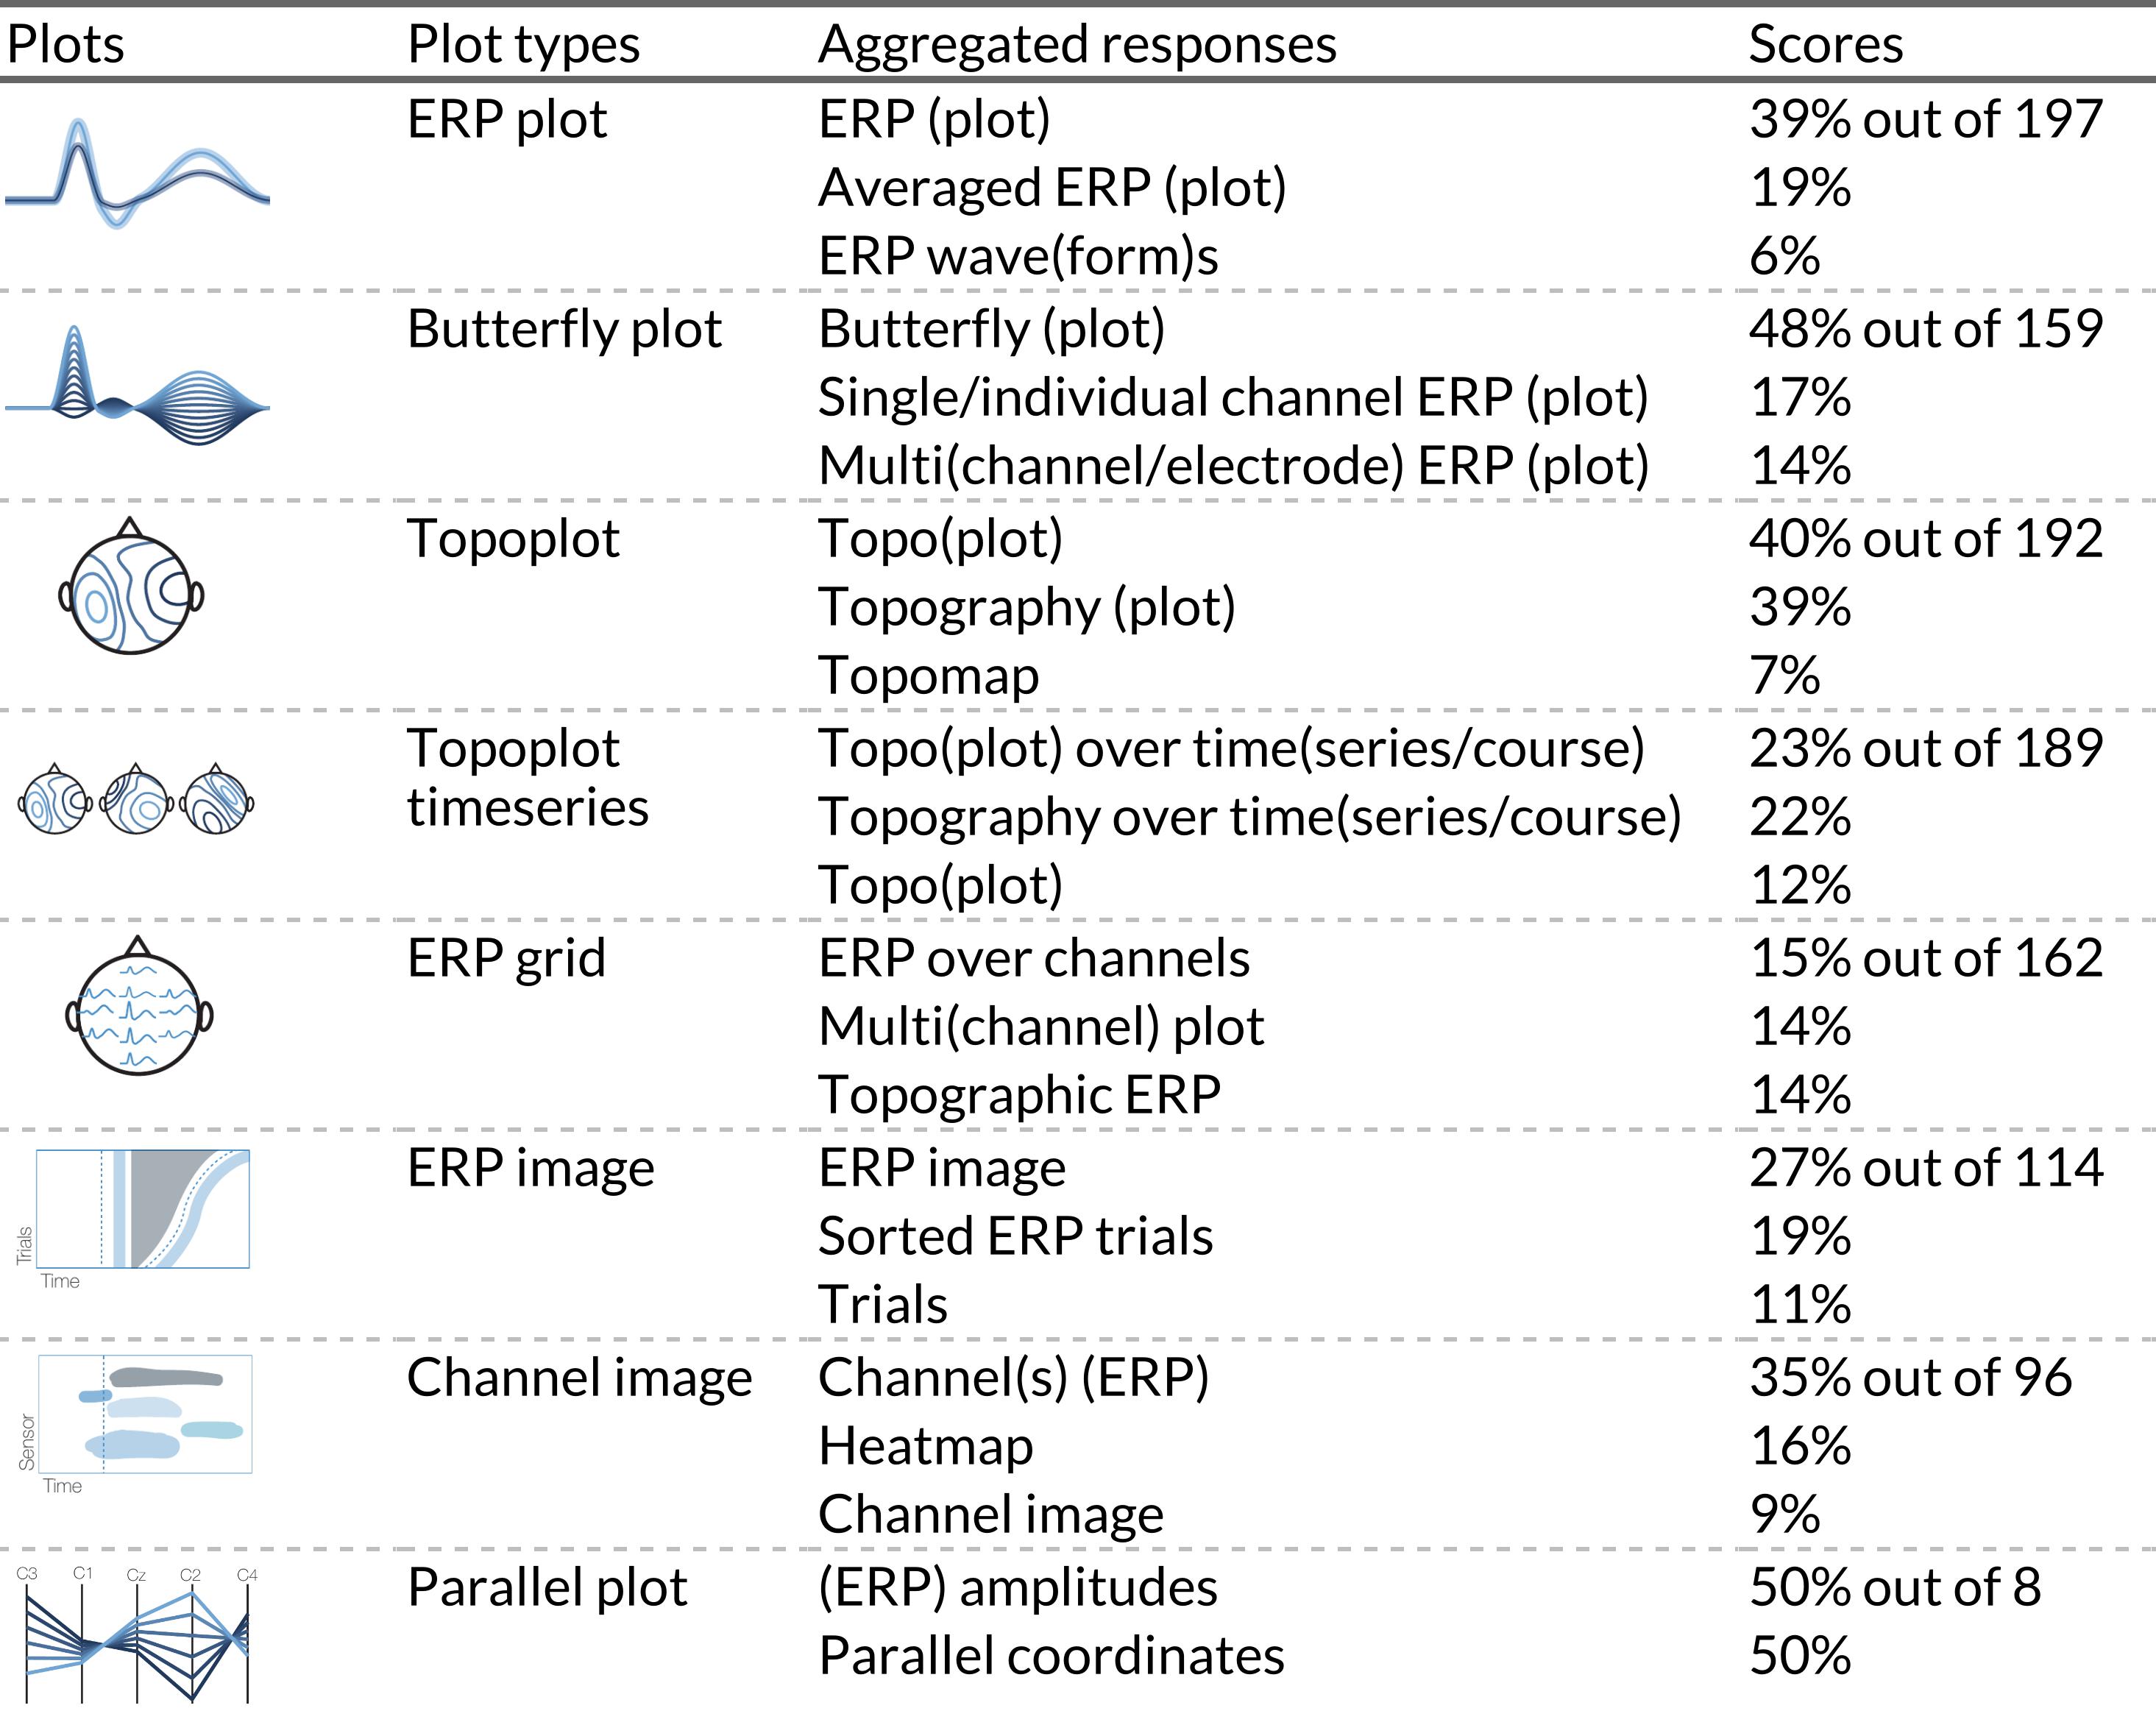 Plots Plot types Aggregated responses Scores
ERP plot ERP (plot) 39% out of 197
Averaged ERP (plot) 19%
ERP wave(form)s 6%
Butterfly plot Butterfly (plot) 48% out of 159
Single/individual channel ERP (plot) 17%
Multi(channel/electrode) ERP (plot) 14%
Topoplot Topo(plot) 40% out of 192
Topography (plot) 39%
Topomap 7%
Topoplot Topo(plot) over time(series/course) 23% out of 189
timeseries Topography over time(series/course) 22%
Topo(plot) 12%
ERP grid ERP over channels 15% out of 162
Multi(channel) plot 14%
Topographic ERP 14%
ERP image ERP image 27% out of 114
Sorted ERP trials 19%
Trials
Time
Trials 11%
Channel image Channel(s) (ERP) 35% out of 96
Heatmap 16%
Sensor
Time
Channel image 9%
C3 C1 Cz C2 C4
Parallel plot (ERP) amplitudes 50% out of 8
Parallel coordinates 50%